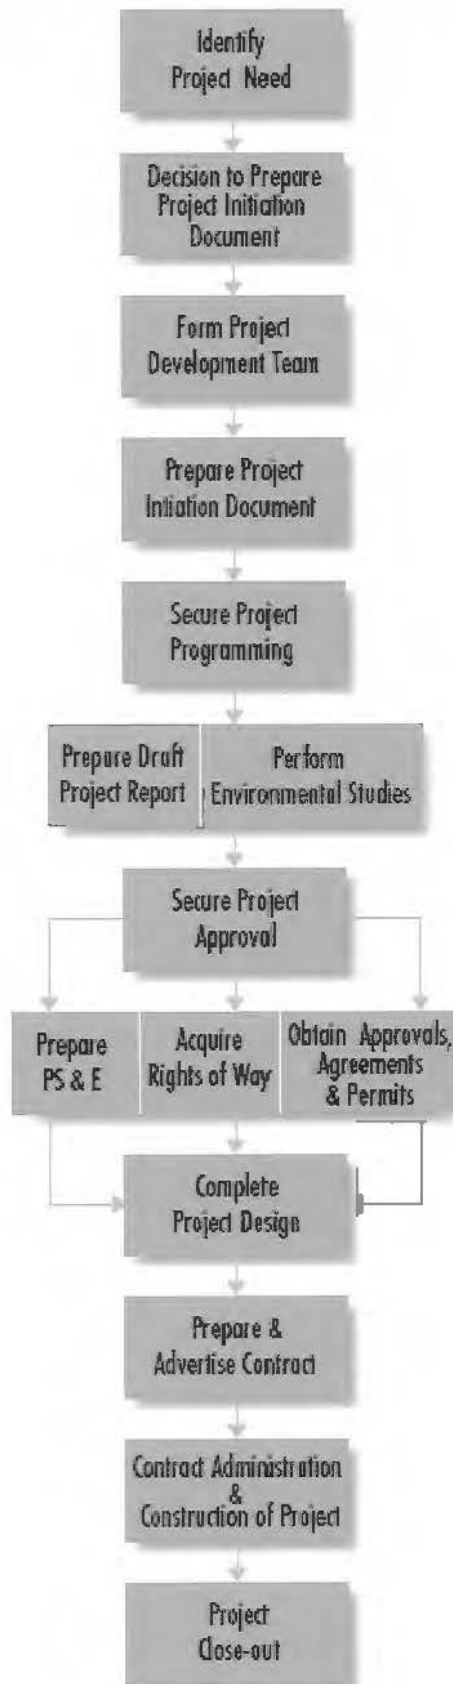 Identify
Project Need
Decision to Prepare
Project Initiation
Document
Form Project
Development Team
Prepare Project
Intiation Document
Secure Project
Programming
Prepare Draft
Project Report
Perform
Environmental Studies
Secure Project
Approval
Prepare
PS & E
Acquire
Rights of Way
Obtain Approvals,
Agreements
& Permits
Complete
Project Design
Prepare &
Advertise Contract
Contract Administration
&
Construction of Project
Project
Close-out